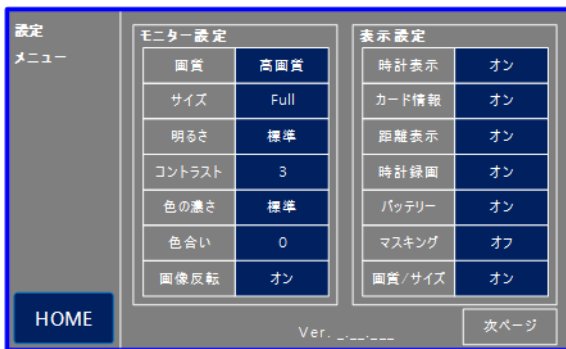 設定
メニュー
モニター設定
画質 高画質
サイズ Full
明るさ 標準
コントラスト 3
色の濃さ 標準
色合い 0
画像反転 オン
表示設定
時計表示 オン
カード情報 オン
距離表示 オン
時計録画 オン
バッテリー オン
マスキング オフ
画質/サイズ オン
HOME
Ver. _.__.___
次ページ